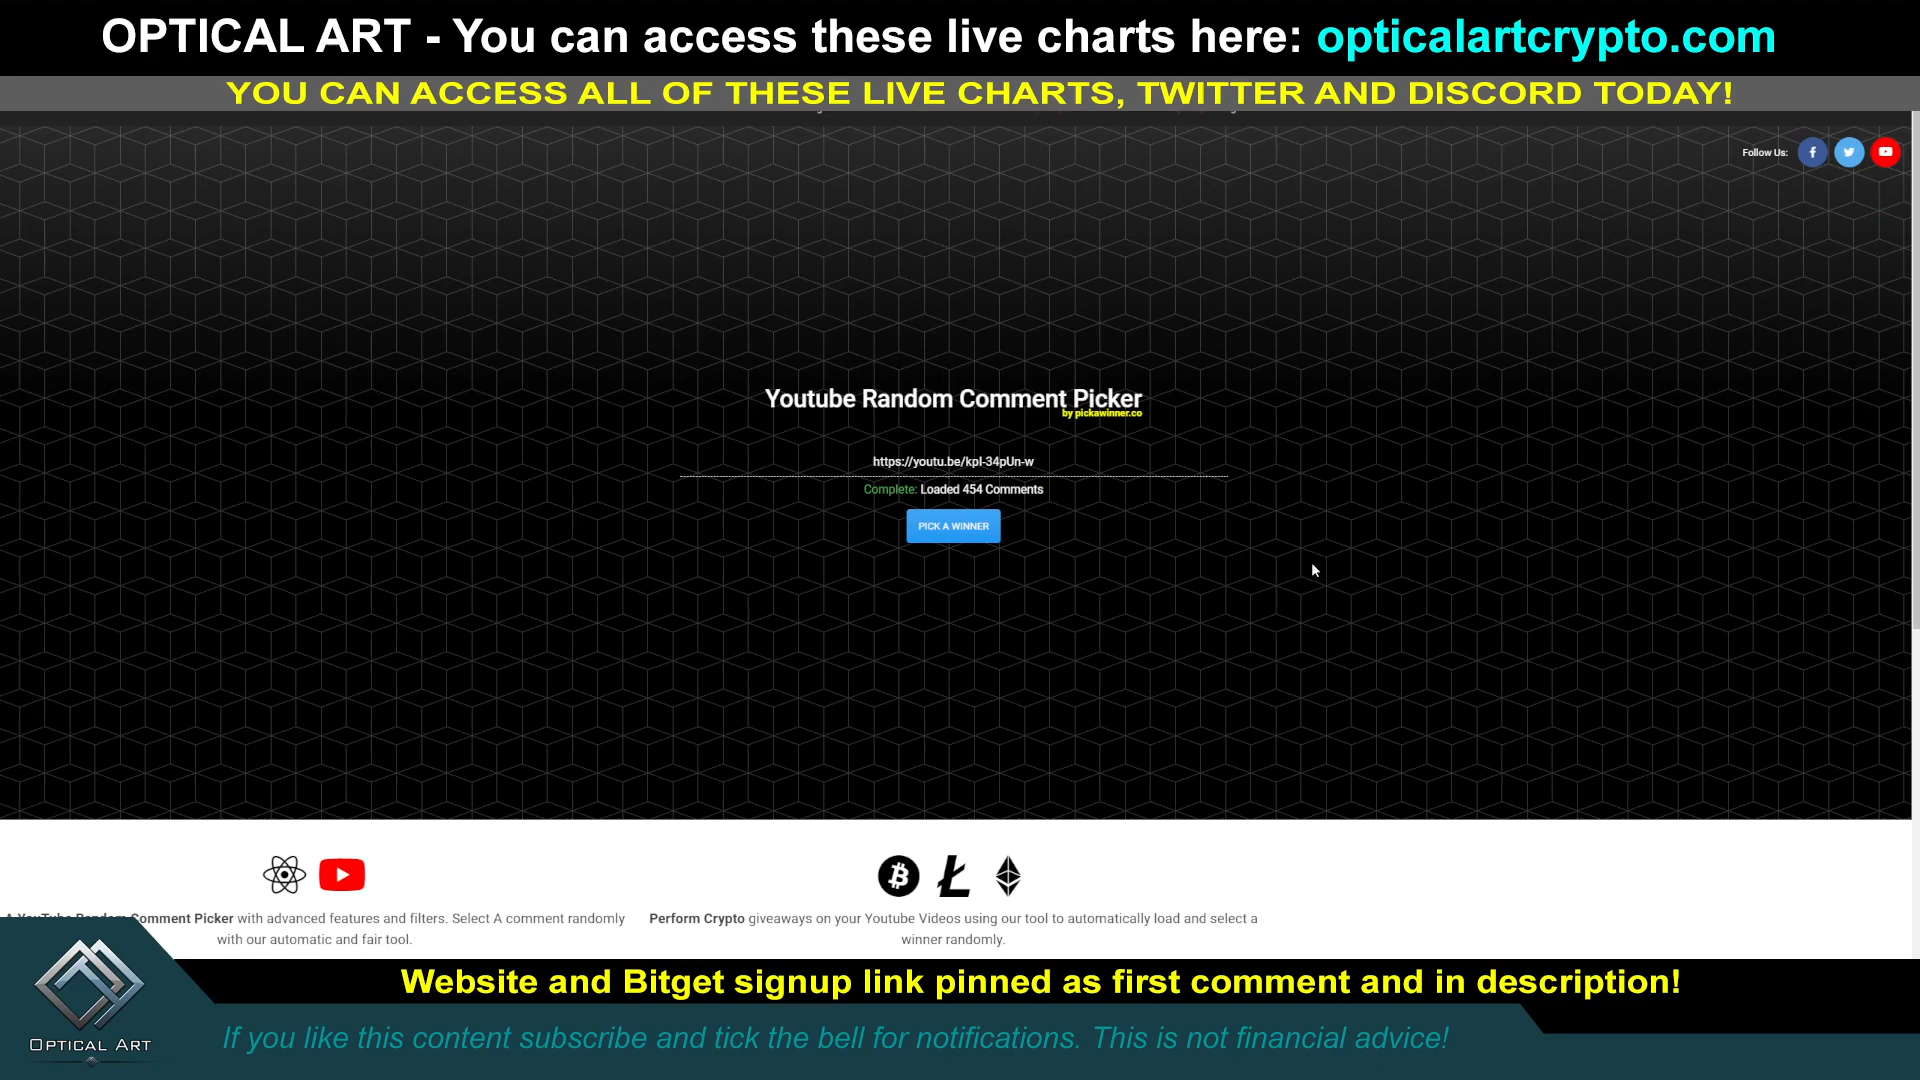 OPTICAL ART - You can access these live charts here: opticalartcrypto.com
YOU CAN ACCESS ALL OF THESE LIVE CHARTS, TWITTER AND DISCORD TODAY!
Follow Us:
Youtube Random Comment Picker
by pickawinner.co
https://youtu.be/kpI-34pUn-w
Complete: Loaded 454 Comments
PICK A WINNER
A YouTube Random Comment Picker with advanced features and filters. Select A comment randomly
with our automatic and fair tool.
Perform Crypto giveaways on your Youtube Videos using our tool to automatically load and select a
winner randomly.
Website and Bitget signup link pinned as first comment and in description!
If you like this content subscribe and tick the bell for notifications. This is not financial advice!
OPTICAL ART